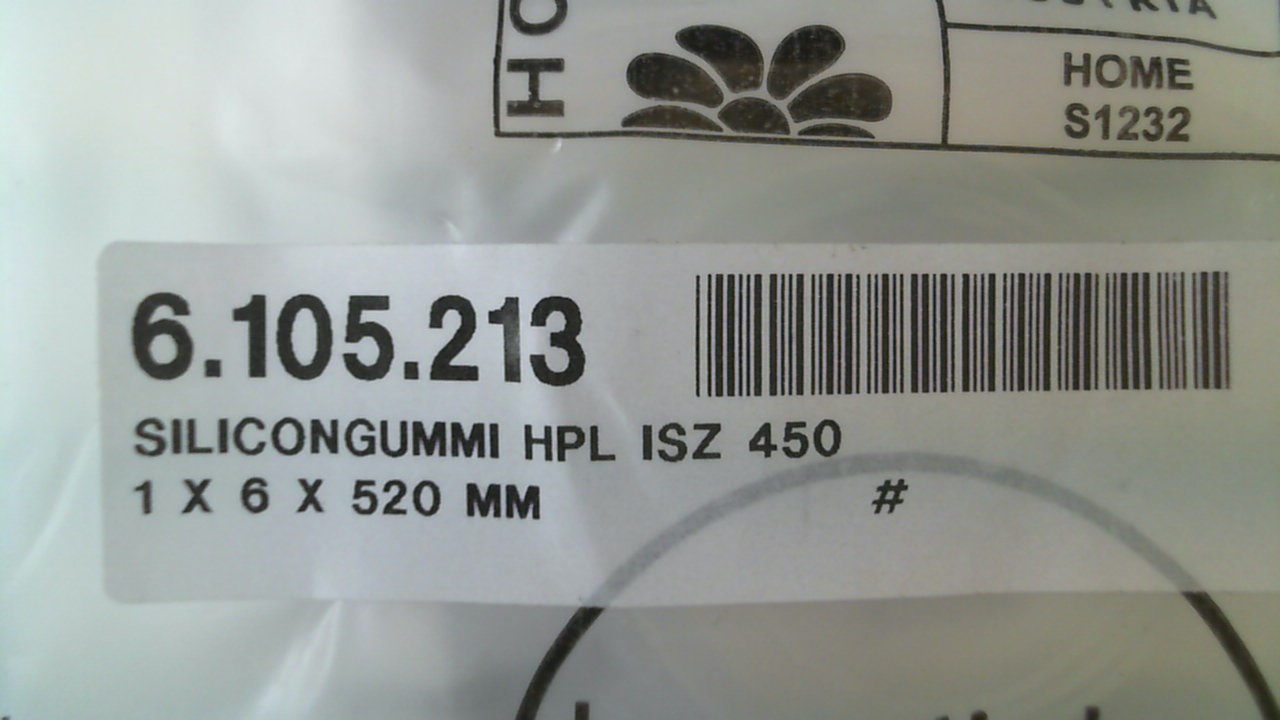 HOME
S1232
6.105.213
SILICONGUMMI HPL ISZ 450
1 X 6 X 520 MM #